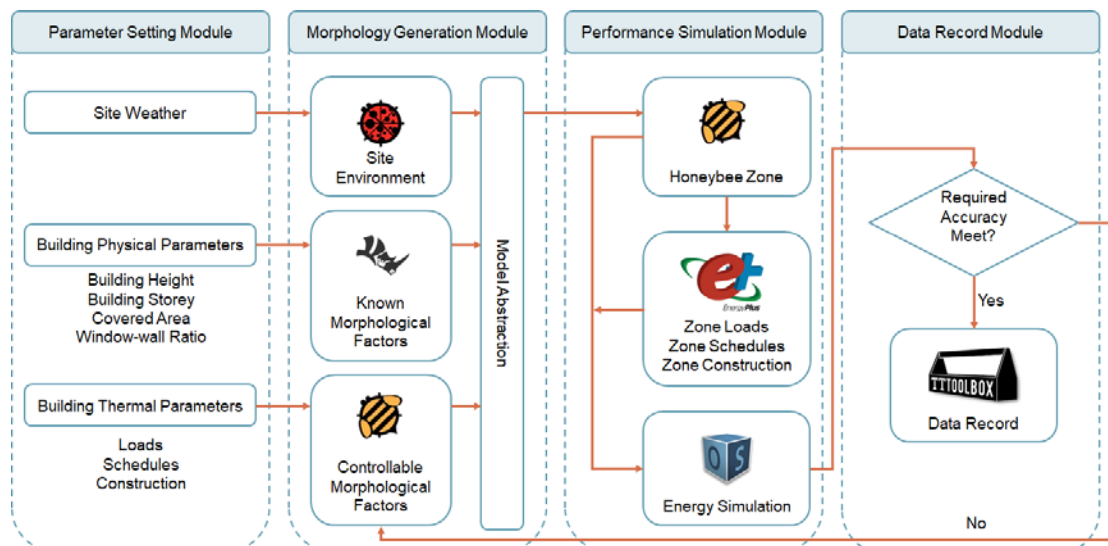 Parameter Setting Module
Morphology Generation Module
Performance Simulation Module
Data Record Module
Site Weather
Building Physical Parameters
Building Height
Building Storey
Covered Area
Window-wall Ratio
Building Thermal Parameters
Loads
Schedules
Construction
Site
Environment
Known
Morphological
Factors
Controllable
Morphological
Factors
Model Abstraction
Honeybee Zone
e+
EnergyPlus
Zone Loads
Zone Schedules
Zone Construction
OS
Energy Simulation
Required
Accuracy
Meet?
Yes
TTTOOLBOX
Data Record
No